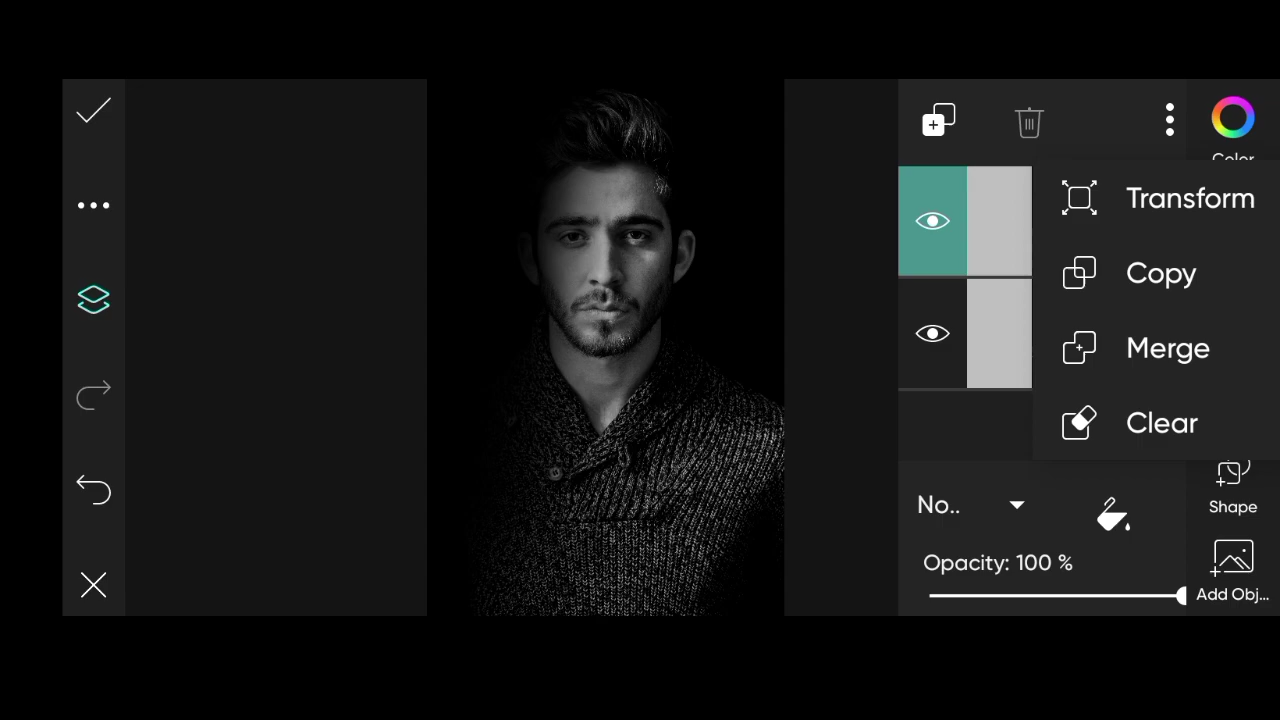 Color
Transform
Copy
Merge
Clear
Shape
No..
Opacity: 100 %
Add Obj...